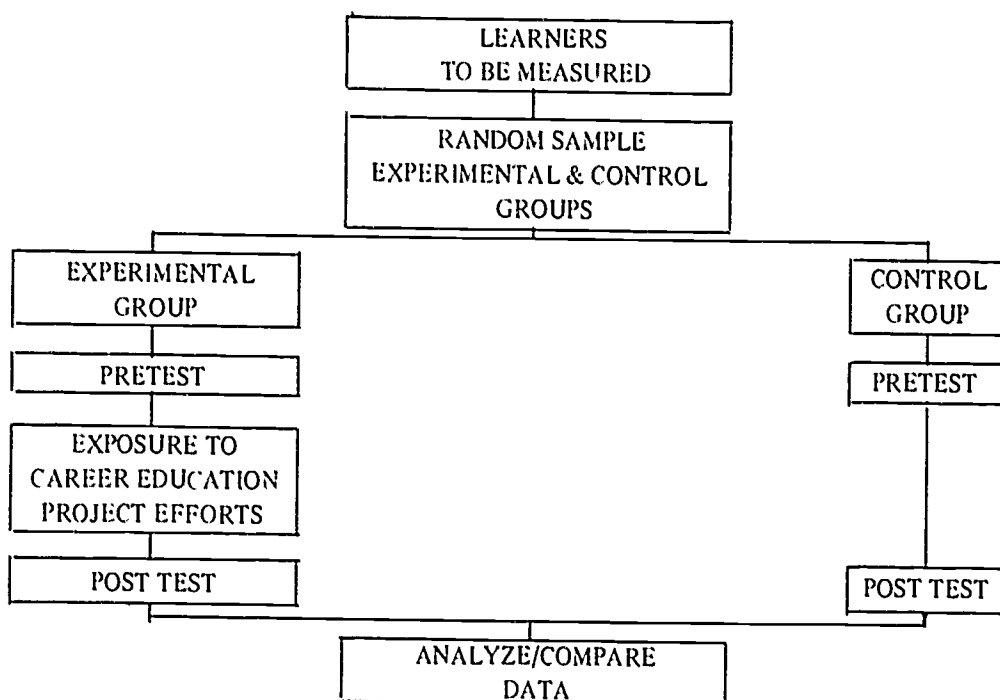 LEARNERS
TO BE MEASURED
RANDOM SAMPLE
EXPERIMENTAL & CONTROL
GROUPS
EXPERIMENTAL
GROUP
PRETEST
EXPOSURE TO
CAREER EDUCATION
PROJECT EFFORTS
POST TEST
CONTROL
GROUP
PRETEST
POST TEST
ANALYZE/COMPARE
DATA